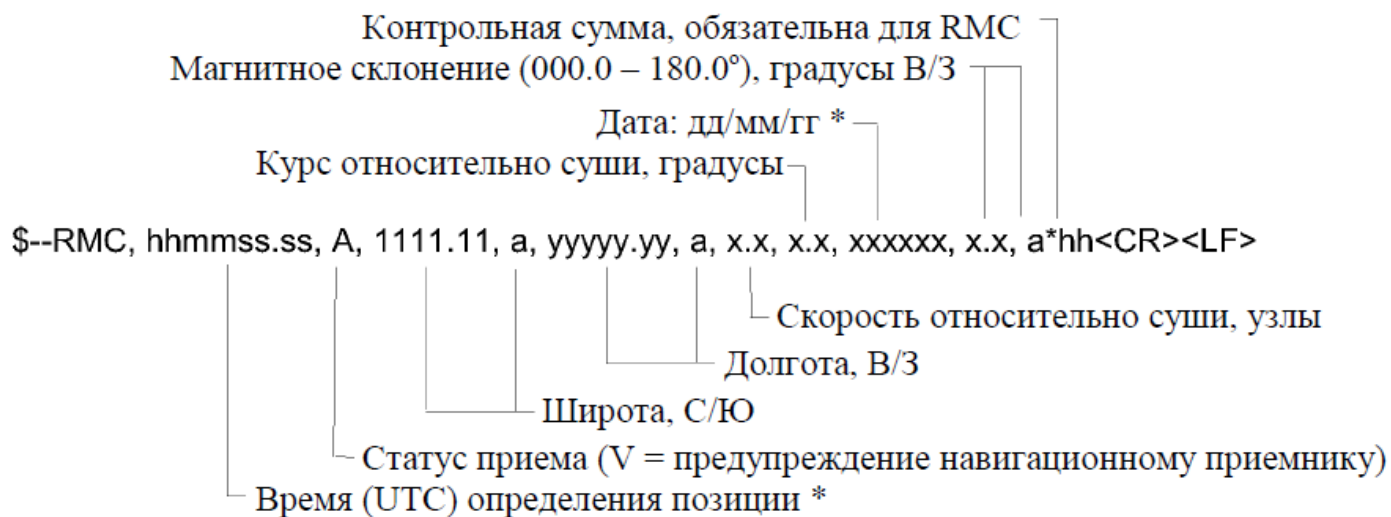 Контрольная сумма, обязательна для RMC
Магнитное склонение (000.0 – 180.0°), градусы В/З
Дата: дд/мм/гг *
Курс относительно суши, градусы
$--RMC, hhmmss.ss, A, 1111.11, a, yyyyy.yy, a, x.x, x.x, xxxxxx, x.x, a*hh<CR><LF>
Скорость относительно суши, узлы
Долгота, В/З
Широта, С/Ю
Статус приема (V = предупреждение навигационному приемнику)
Время (UTC) определения позиции *